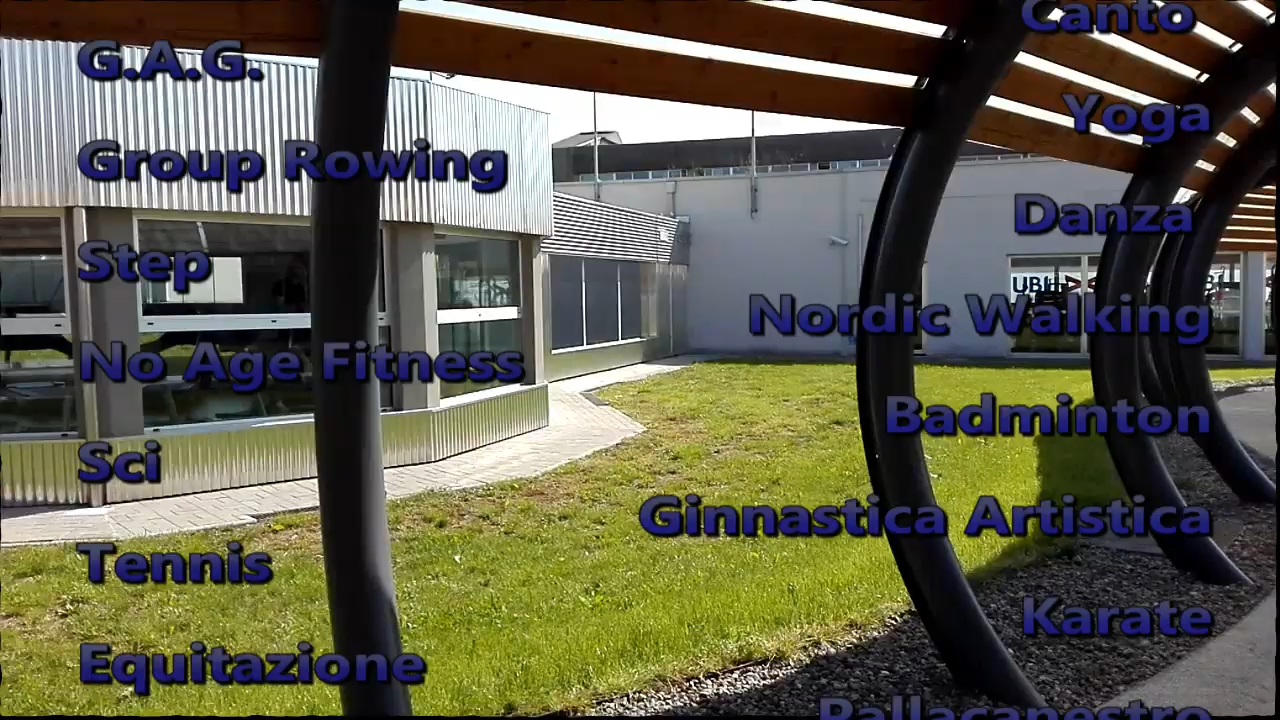 G.A.G.
Group Rowing
Step
No Age Fitness
Sci
Tennis
Equitazione
Canto
Yoga
Danza
Nordic Walking
Badminton
Ginnastica Artistica
Karate
Pallacanestro
UBI